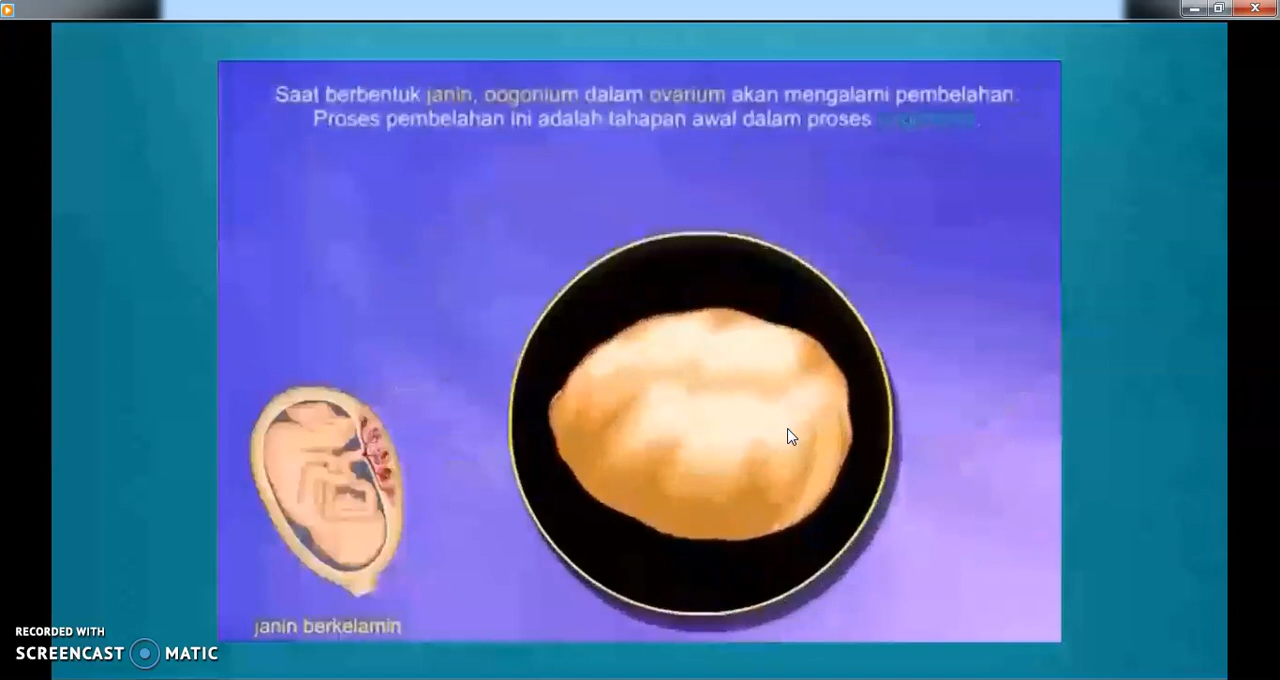 Saat berbentuk janin, oogonium dalam ovarium akan mengalami pembelahan.
Proses pembelahan ini adalah tahapan awal dalam proses
janin berkelamin
RECORDED WITH
SCREENCAST MATIC